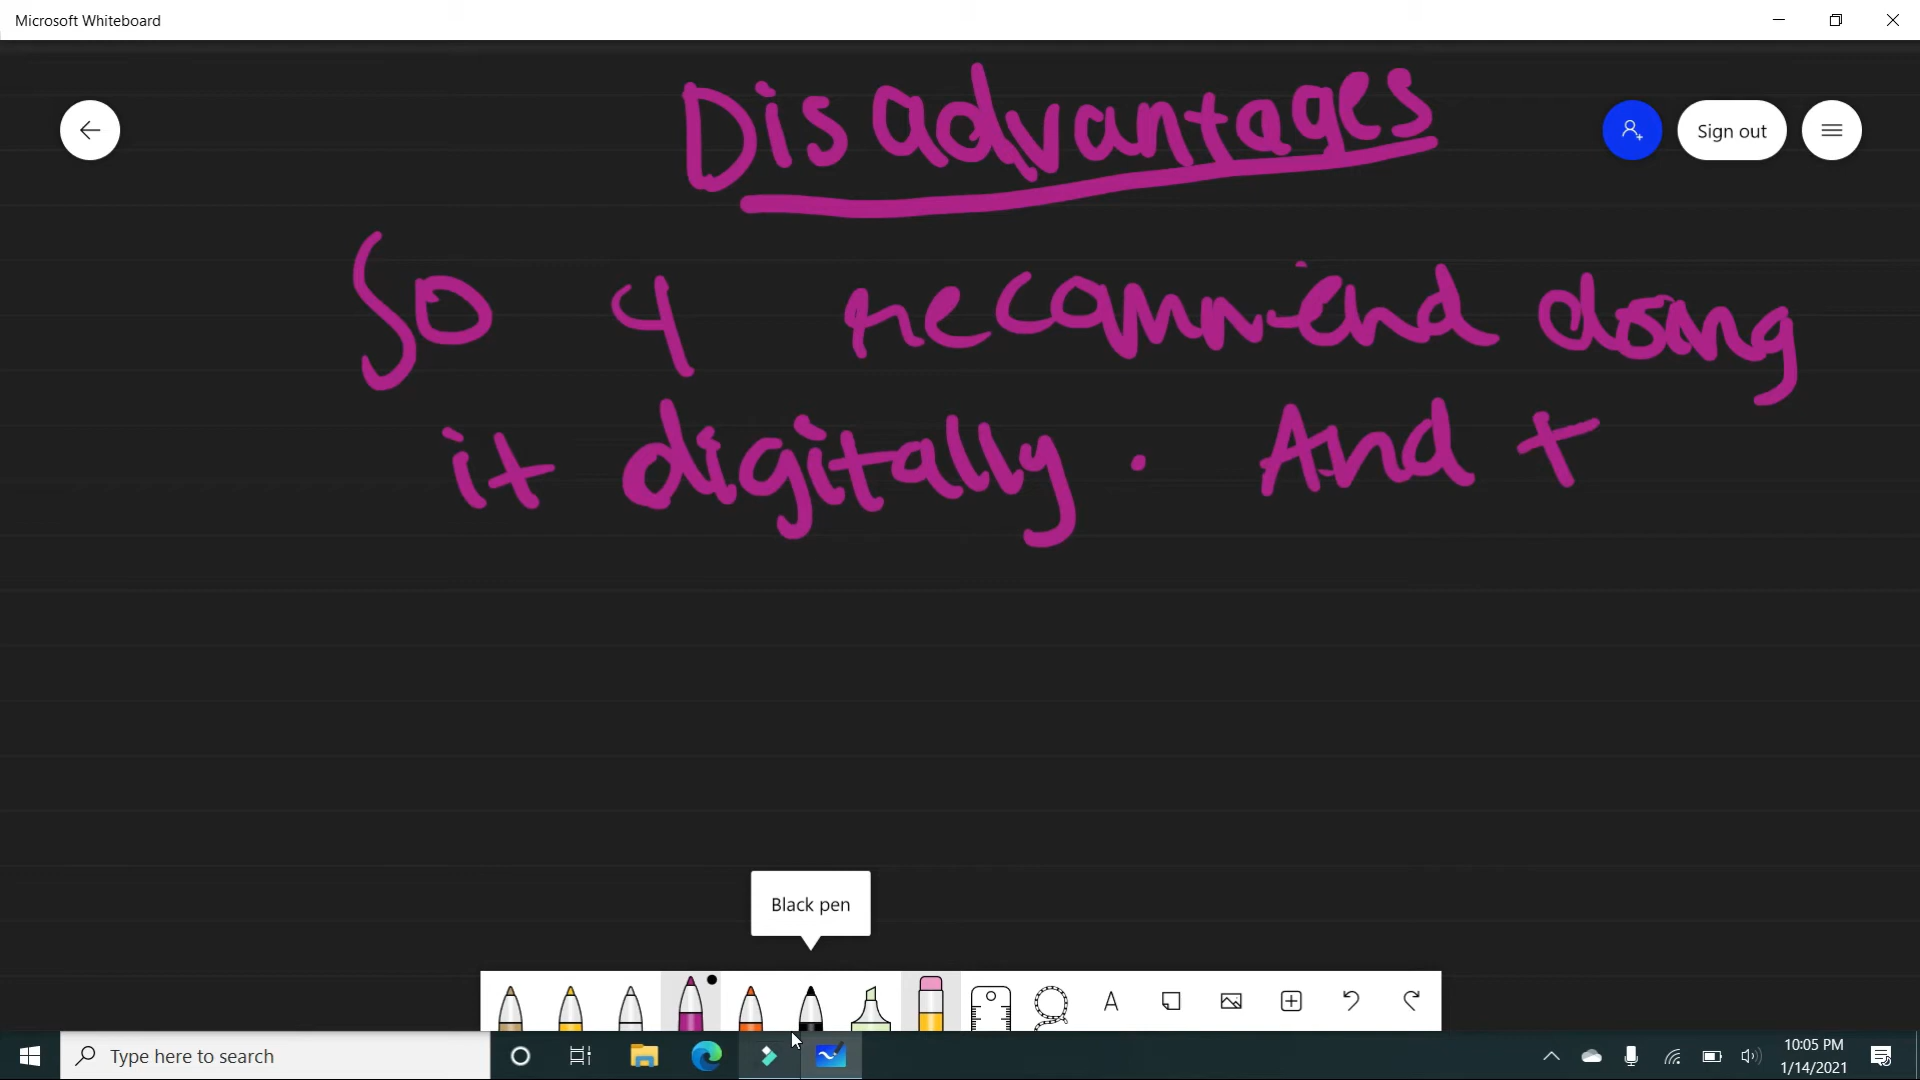 Microsoft Whiteboard
Disadvantages
Sign out
So I recommend doing
it digitally. And t
Black pen
A
Type here to search
10:05 PM
1/14/2021